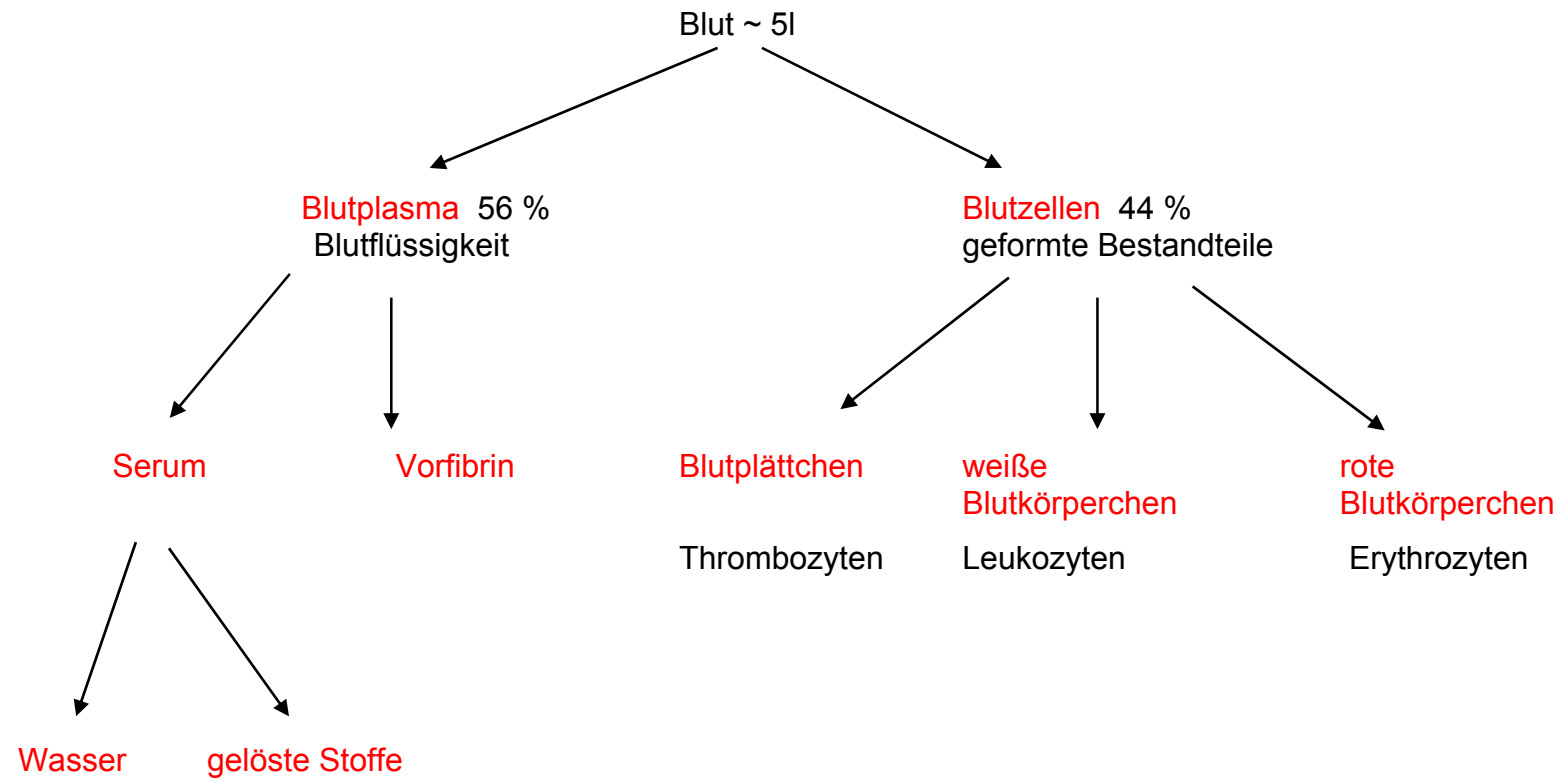 Blut ~ 5l
Blutplasma 56 %
Blutflüssigkeit
Blutzellen 44 %
geformte Bestandteile
Serum
Vorfibrin
Blutplättchen
Thrombozyten
weiße
Blutkörperchen
Leukozyten
rote
Blutkörperchen
Erythrozyten
Wasser
gelöste Stoffe